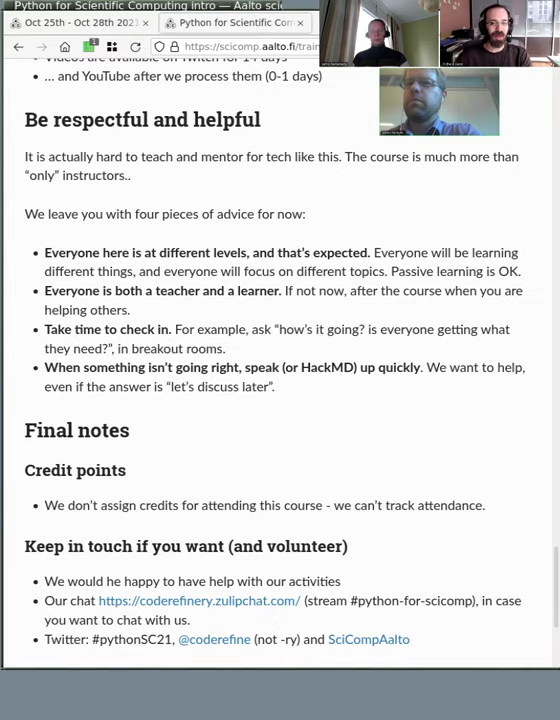 Python for Scientific Computing intro — Aalto sci
Oct 25th - Oct 28th 2021 ×
Python for Scientific Com ×
https://scicomp.aalto.fi/train
• Videos are available on Twitch for 14 days
• ... and YouTube after we process them (0-1 days)
Be respectful and helpful
It is actually hard to teach and mentor for tech like this. The course is much more than
“only” instructors..
We leave you with four pieces of advice for now:
• Everyone here is at different levels, and that’s expected. Everyone will be learning
different things, and everyone will focus on different topics. Passive learning is OK.
• Everyone is both a teacher and a learner. If not now, after the course when you are
helping others.
• Take time to check in. For example, ask “how’s it going? is everyone getting what
they need?”, in breakout rooms.
• When something isn’t going right, speak (or HackMD) up quickly. We want to help,
even if the answer is “let’s discuss later”.
Final notes
Credit points
• We don’t assign credits for attending this course - we can’t track attendance.
Keep in touch if you want (and volunteer)
• We would he happy to have help with our activities
• Our chat https://coderefinery.zulipchat.com/ (stream #python-for-scicomp), in case
you want to chat with us.
• Twitter: #pythonSC21, @coderefine (not -ry) and SciCompAalto